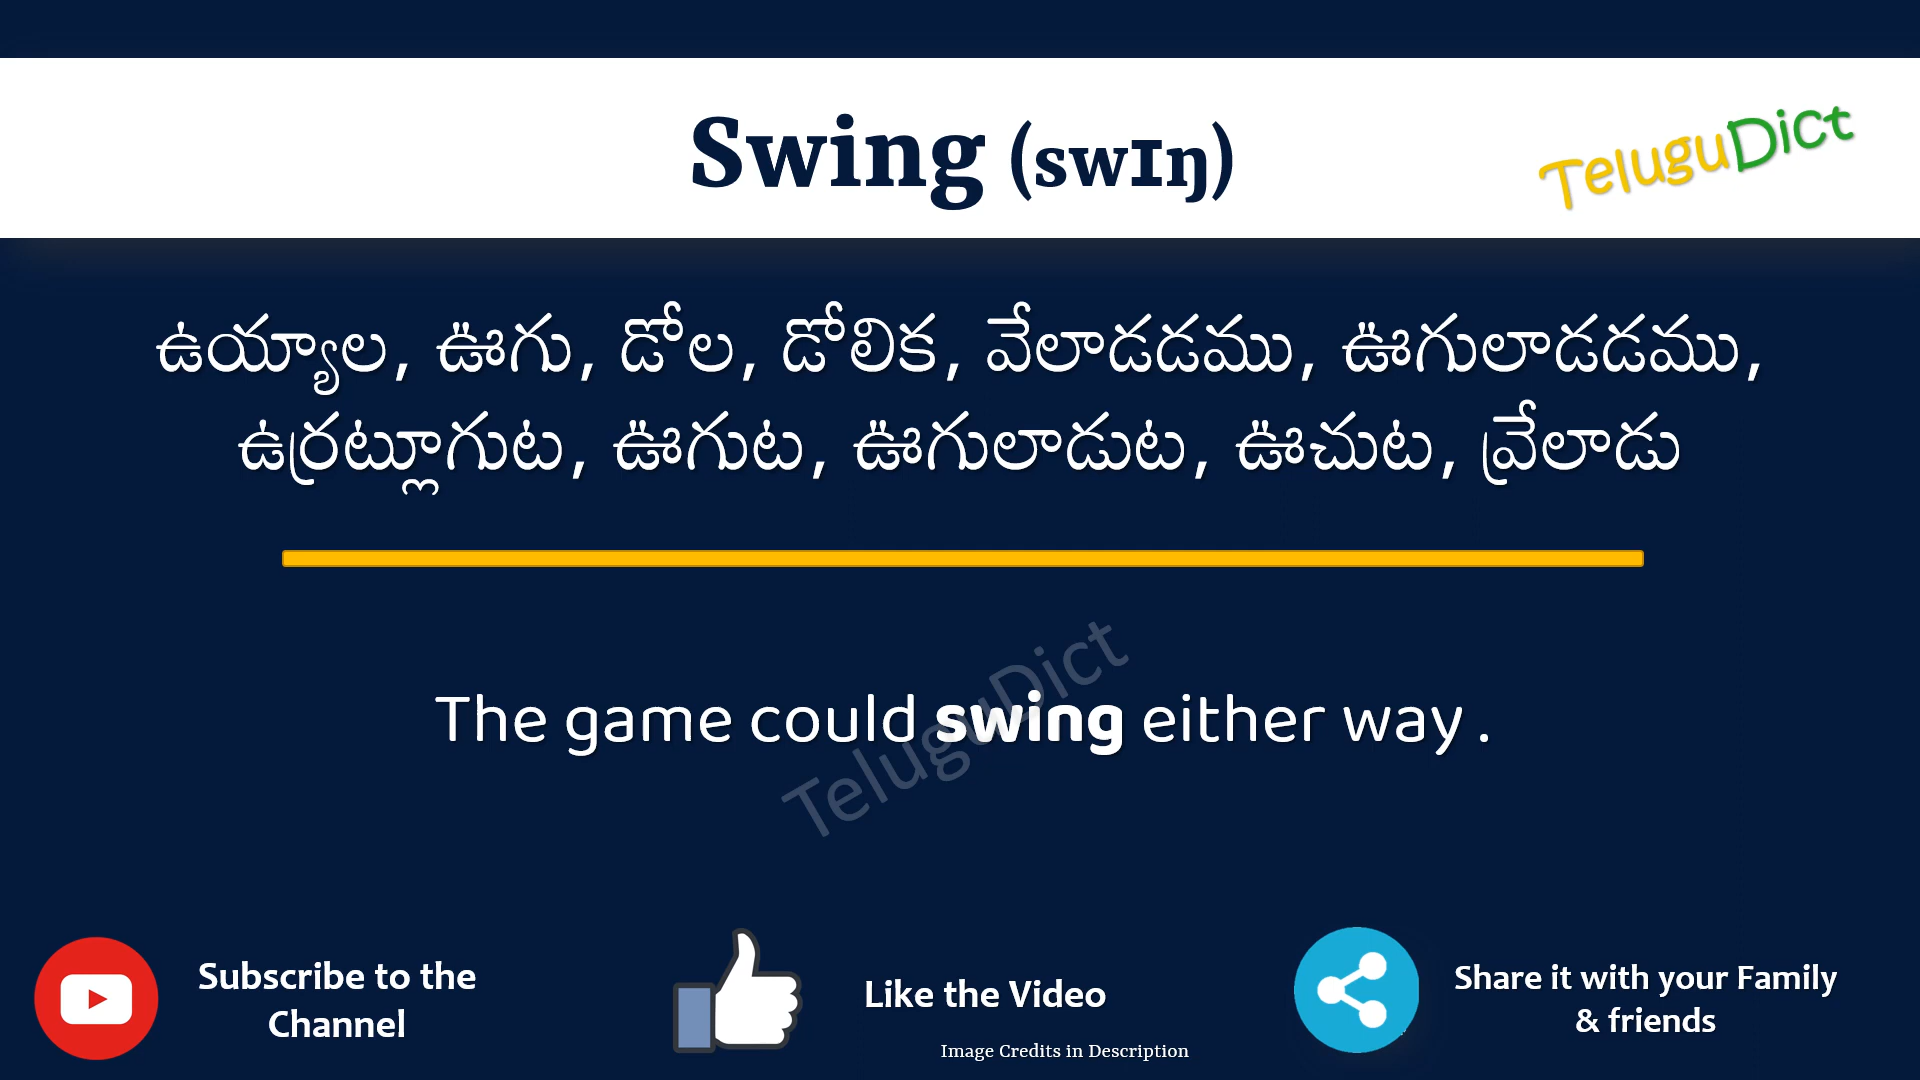 Swing (swɪŋ)
TeluguDict
ఉయ్యాల, ఊగు, డోల, డోలిక, వేలాడడము, ఊగులాడడము,
ఉర్రట్లూగుట, ఊగుట, ఊగులాడుట, ఊచుట, వ్రేలాడు
The game could swing either way .
TeluguDict
Subscribe to the
Channel
Like the Video
Share it with your Family
& friends
Image Credits in Description